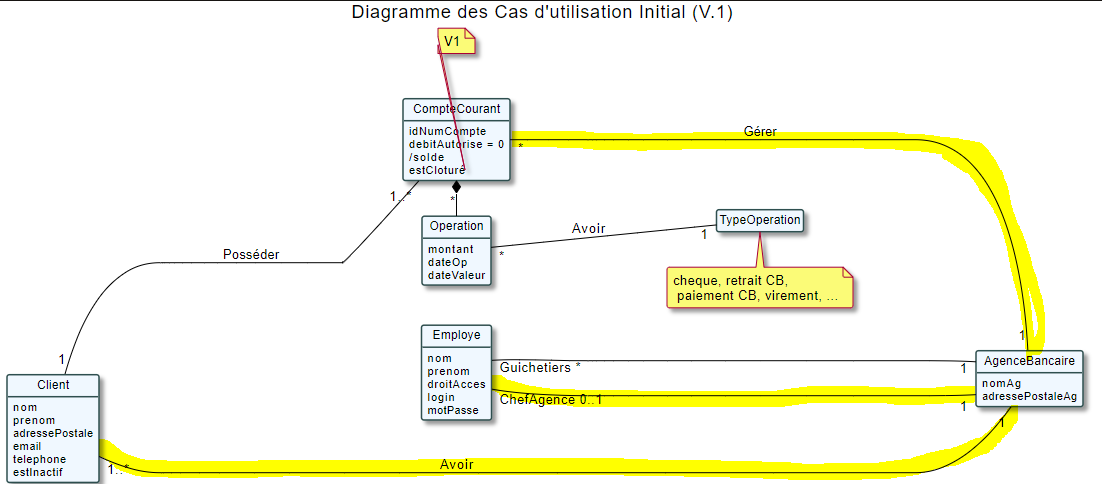 Diagramme des Cas d'utilisation Initial (V.1)
V1
CompteCourant
idNumCompte
debitAutorise = 0
/solde
estCloturé
Gérer
*
1..*
*
Operation
montant
dateOp
dateValeur
Avoir
*
1
TypeOperation
cheque, retrait CB,
paiement CB, virement, ...
Posséder
1
1
Employe
nom
prenom
droitAcces
login
motPasse
Guichetiers *
1
ChefAgence 0..1
1
AgenceBancaire
nomAg
adressePostaleAg
Client
nom
prenom
adressePostale
email
telephone
estInactif
1..*
Avoir
1